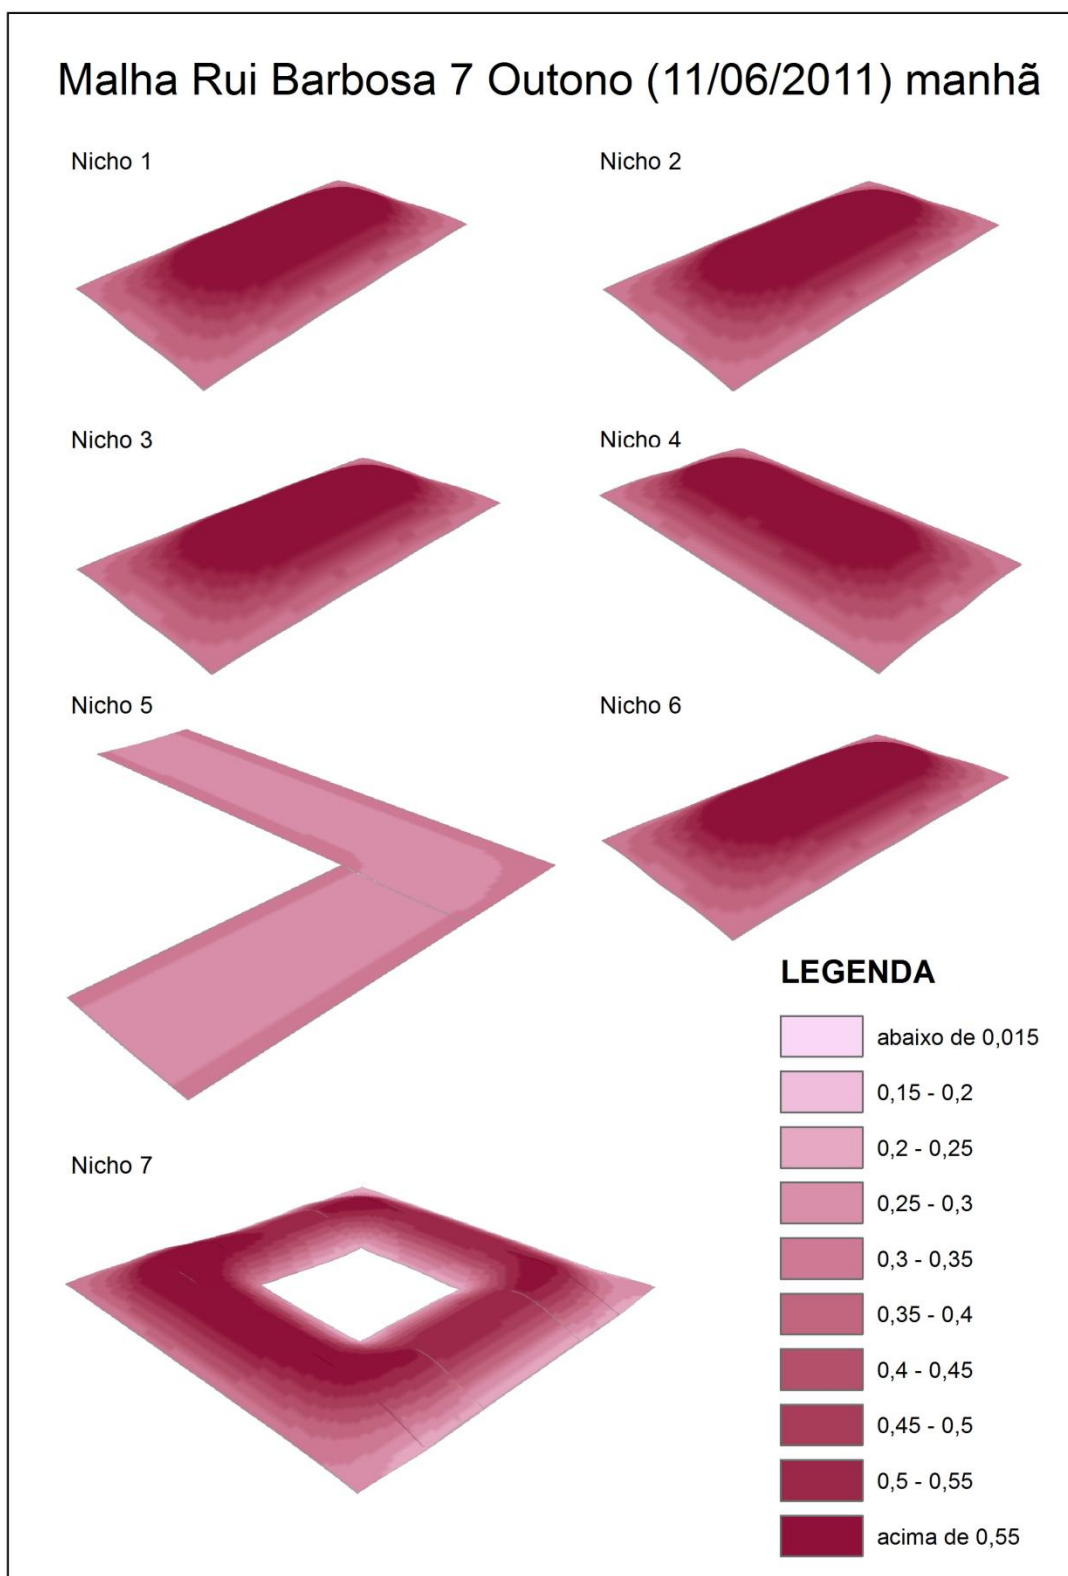 Malha Rui Barbosa 7 Outono (11/06/2011) manhã
Nicho 1
Nicho 2
Nicho 3
Nicho 4
Nicho 5
Nicho 6
Nicho 7
LEGENDA
abaixo de 0,015
0,15 - 0,2
0,2 - 0,25
0,25 - 0,3
0,3 - 0,35
0,35 - 0,4
0,4 - 0,45
0,45 - 0,5
0,5 - 0,55
acima de 0,55